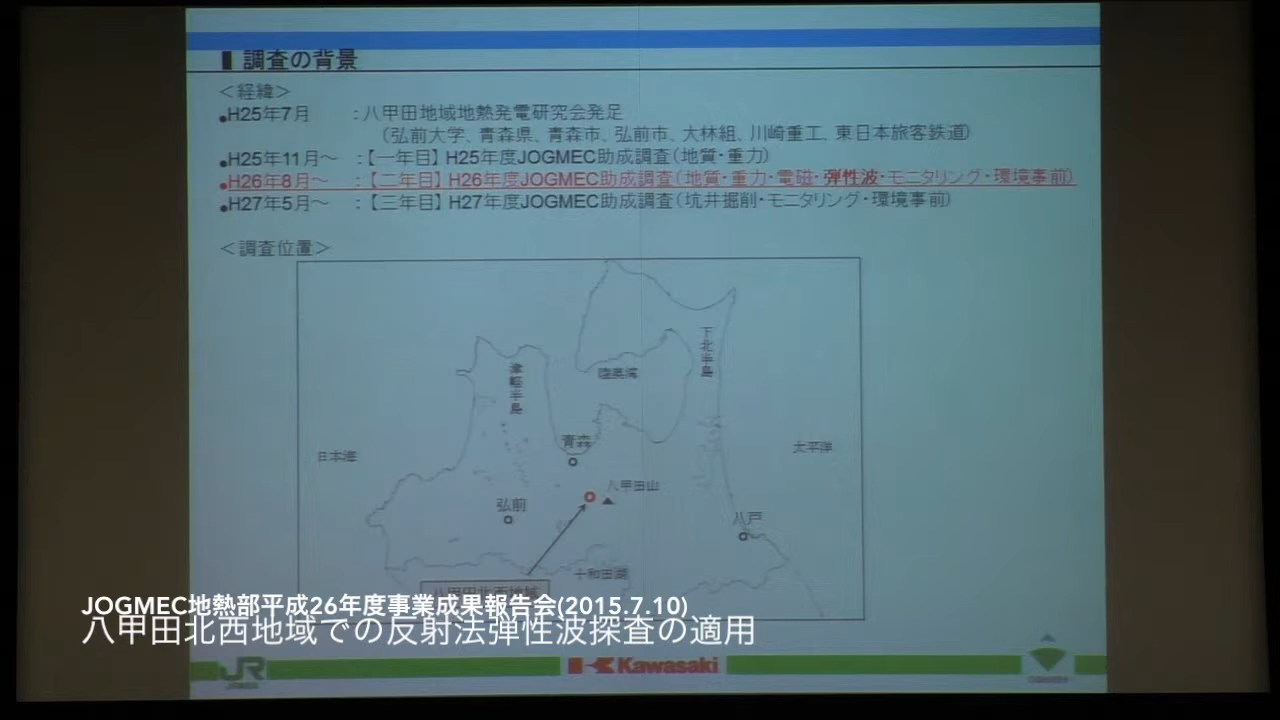 調査の背景
＜経緯＞
●H25年7月 ：八甲田地域地熱発電研究会発足
（弘前大学、青森県、青森市、弘前市、大林組、川崎重工、東日本旅客鉄道）
●H25年11月～ ：【一年目】H25年度JOGMEC助成調査（地質・重力）
●H26年8月～ ：【二年目】H26年度JOGMEC助成調査（地質・重力・電磁・弾性波・モニタリング・環境事前）
●H27年5月～ ：【三年目】H27年度JOGMEC助成調査（坑井掘削・モニタリング・環境事前）
＜調査位置＞
下北半島
津軽半島
陸奥湾
青森
日本海
太平洋
八甲田山
弘前
八戸
十和田湖
八甲田北西地域
JOGMEC地熱部平成26年度事業成果報告会(2015.7.10)
八甲田北西地域での反射法弾性波探査の適用
JR
Kawasaki